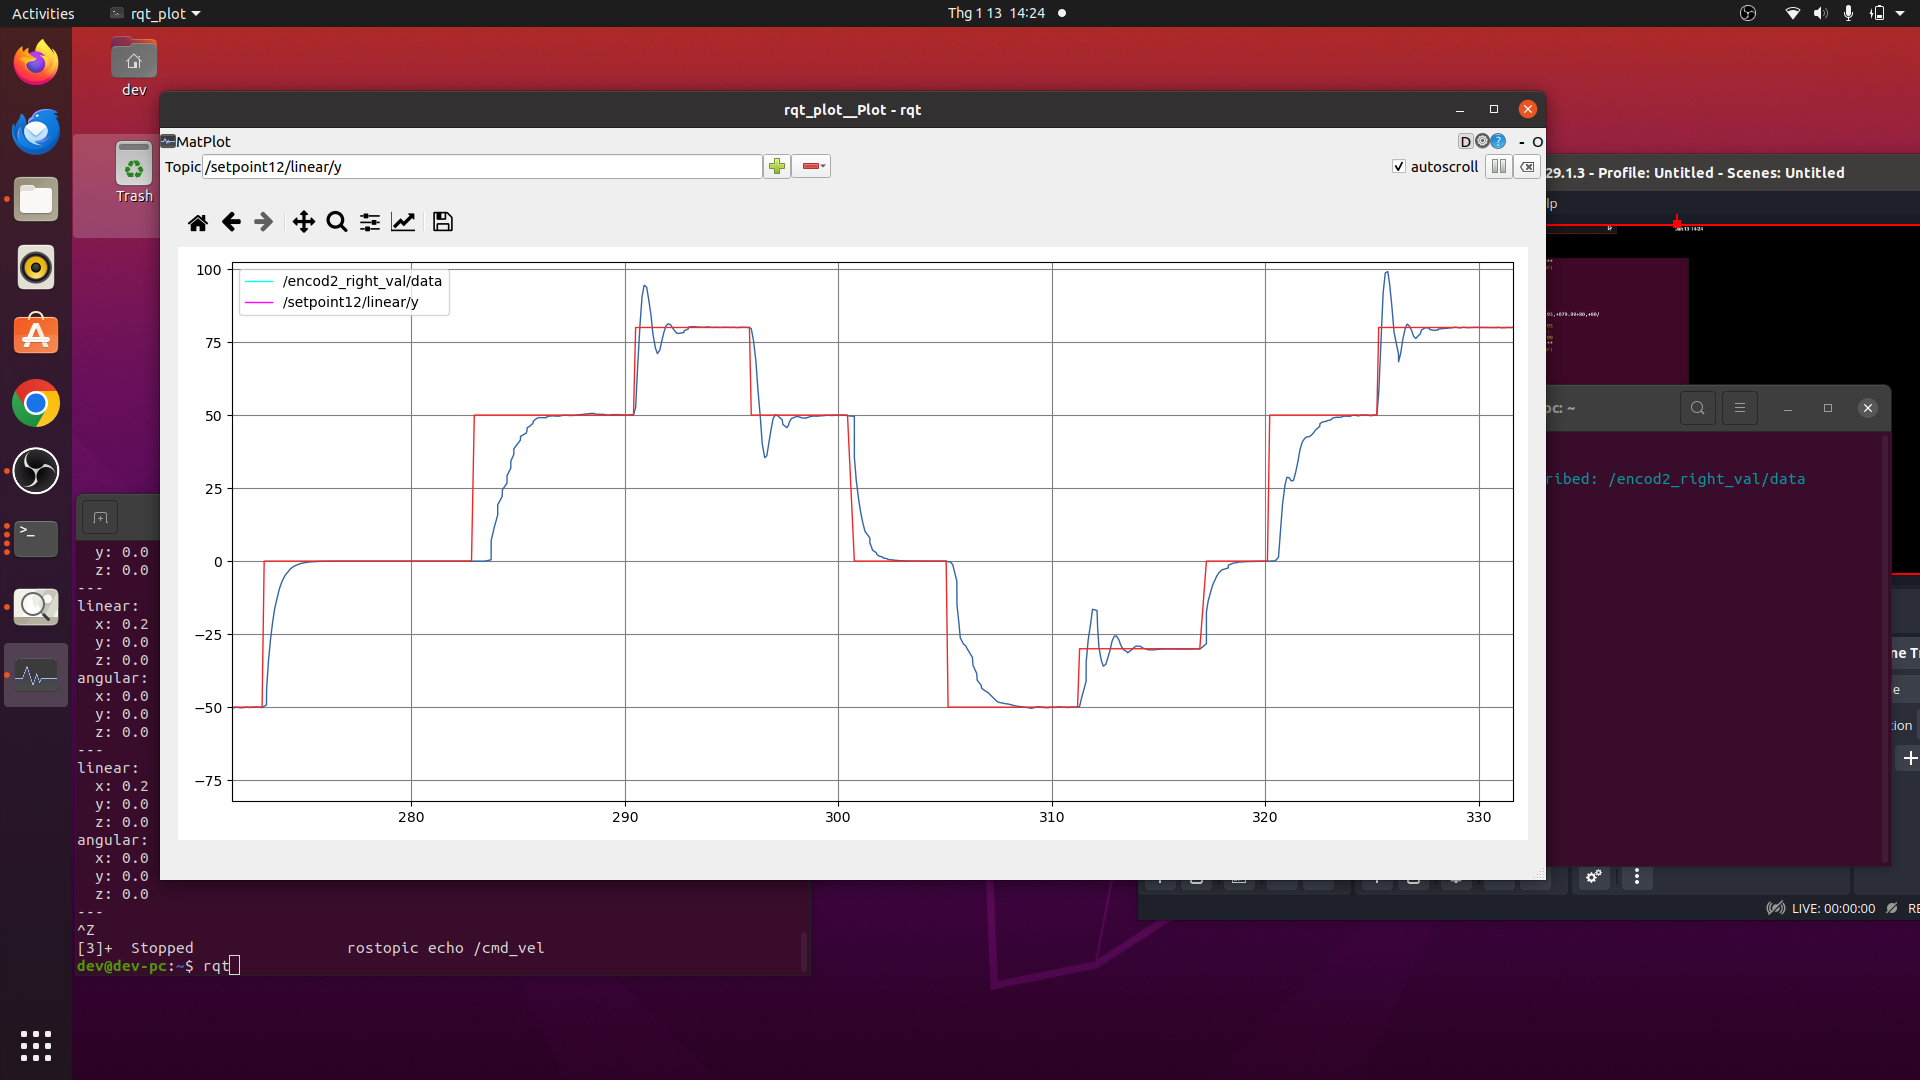 Activities
rqt_plot
Thg 1 13 14:24
dev
Trash
rqt_plot__Plot - rqt
MatPlot
D
?
- O
Topic /setpoint12/linear/y
autoscroll
/encod2_right_val/data
/setpoint12/linear/y
100
75
50
25
0
−25
−50
−75
280
290
300
310
320
330
29.1.3 - Profile: Untitled - Scenes: Untitled
lp
oc: ~
ribed: /encod2_right_val/data
ne Tr
e
tion
LIVE: 00:00:00
RE
y: 0.0
z: 0.0
---
linear:
x: 0.2
y: 0.0
z: 0.0
angular:
x: 0.0
y: 0.0
z: 0.0
---
linear:
x: 0.2
y: 0.0
z: 0.0
angular:
x: 0.0
y: 0.0
z: 0.0
---
^Z
[3]+ Stopped rostopic echo /cmd_vel
dev@dev-pc:~$ rqt